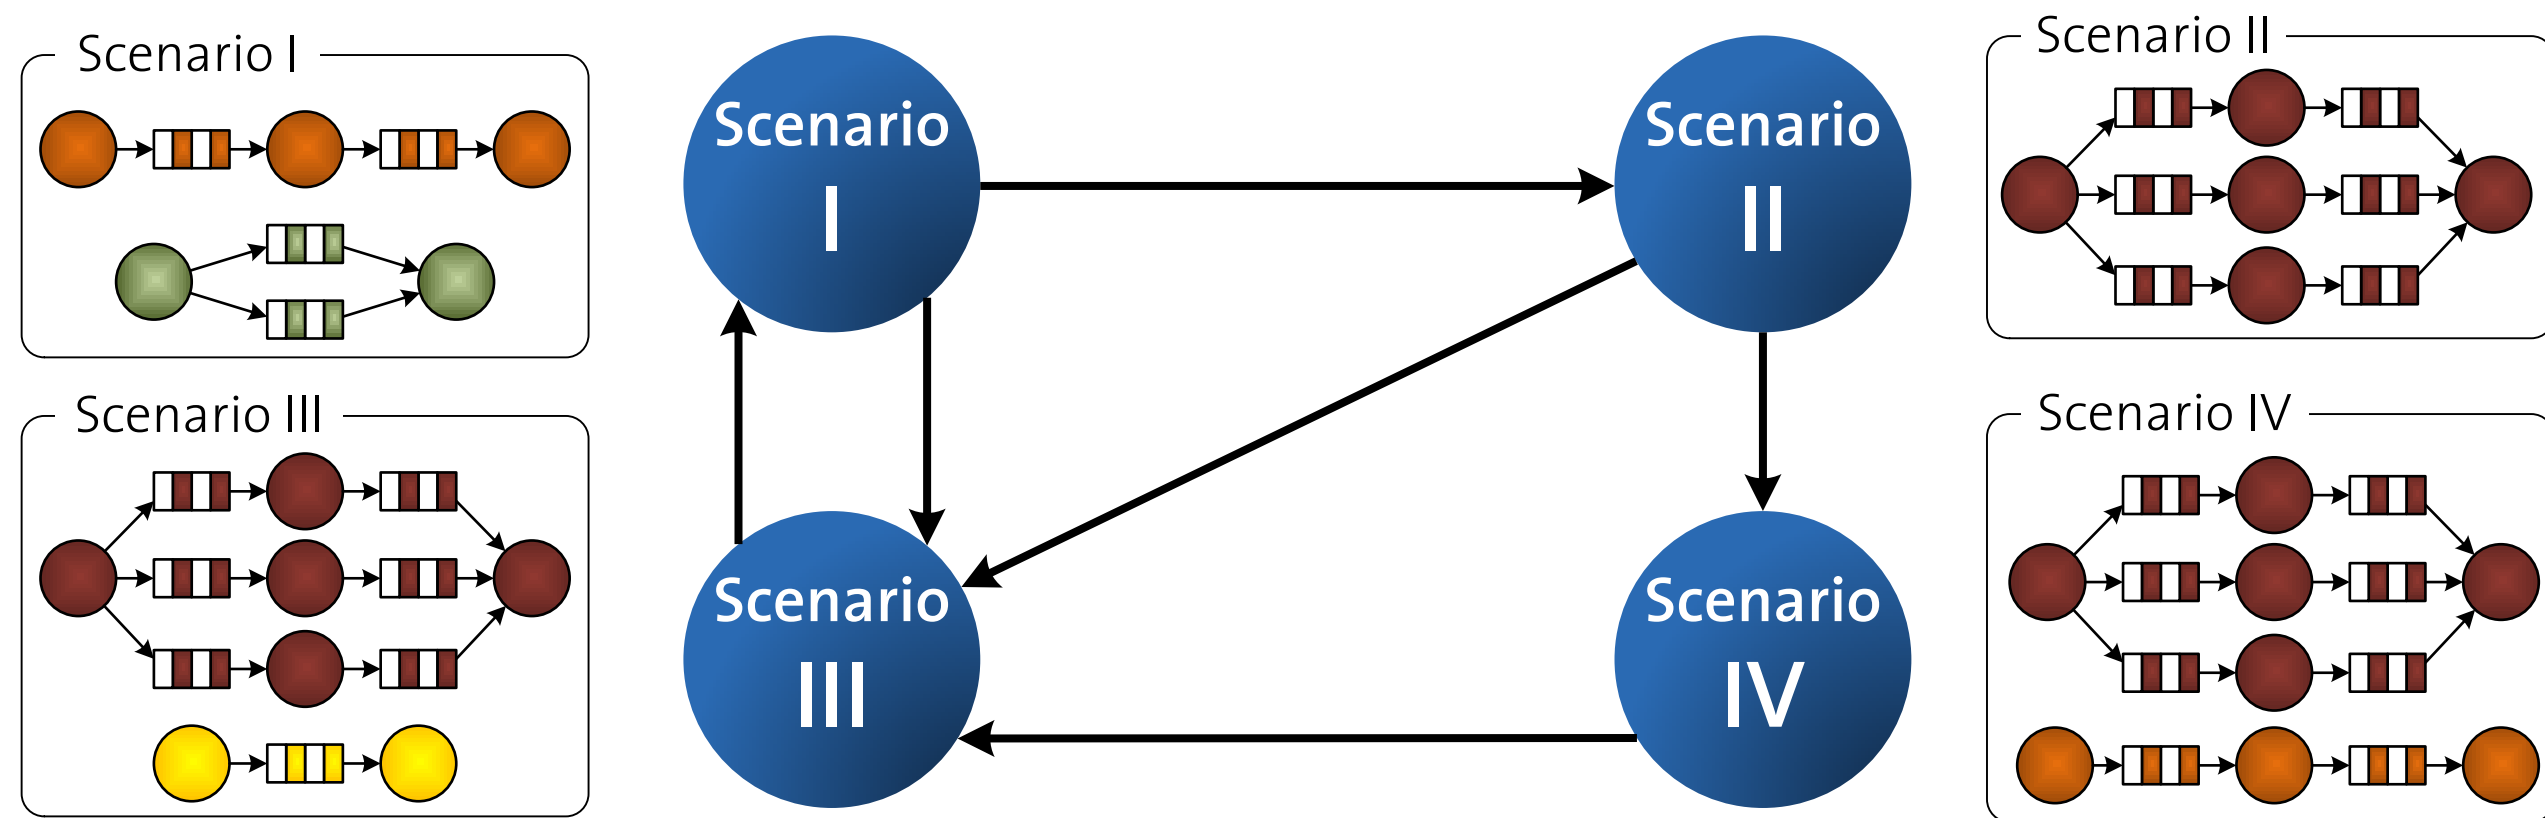 Scenario I
Scenario
I
Scenario
II
Scenario II
Scenario III
Scenario
III
Scenario
IV
Scenario IV